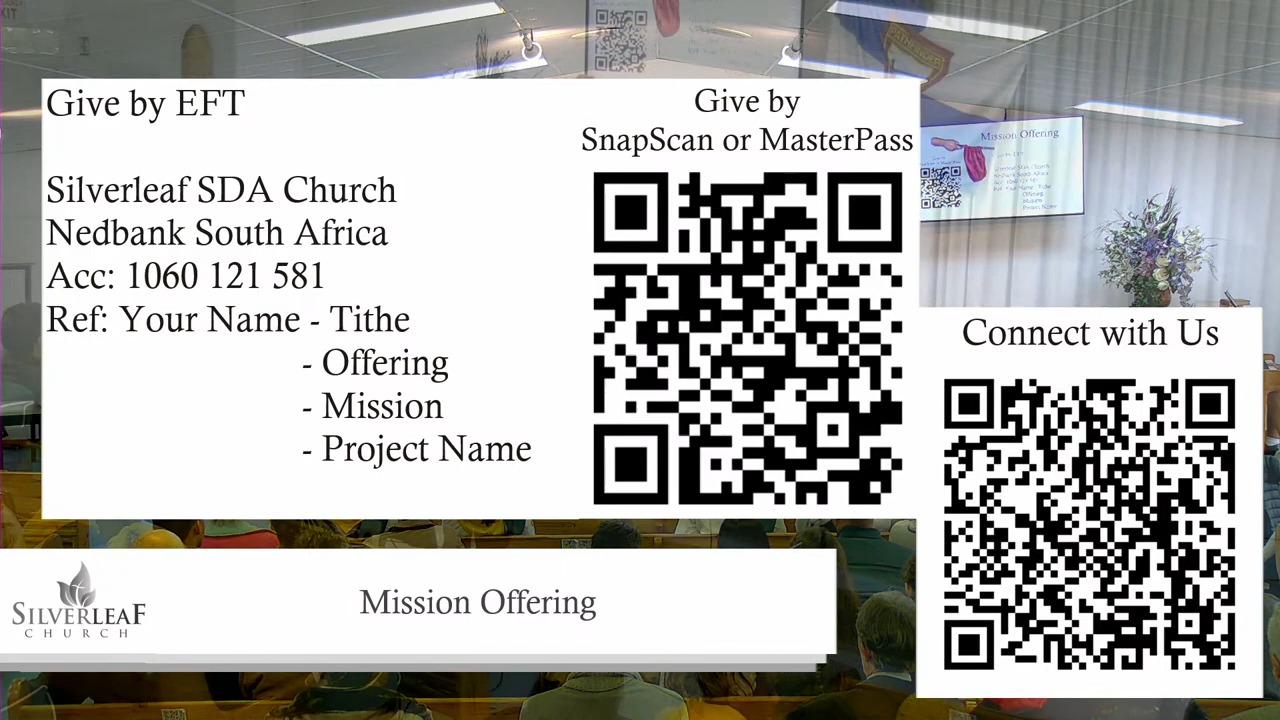 Give by EFT
Silverleaf SDA Church
Nedbank South Africa
Acc: 1060 121 581
Ref: Your Name - Tithe
- Offering
- Mission
- Project Name
Give by
SnapScan or MasterPass
Mission Offering
Connect with Us
SILVERLEAF
CHURCH
Mission Offering